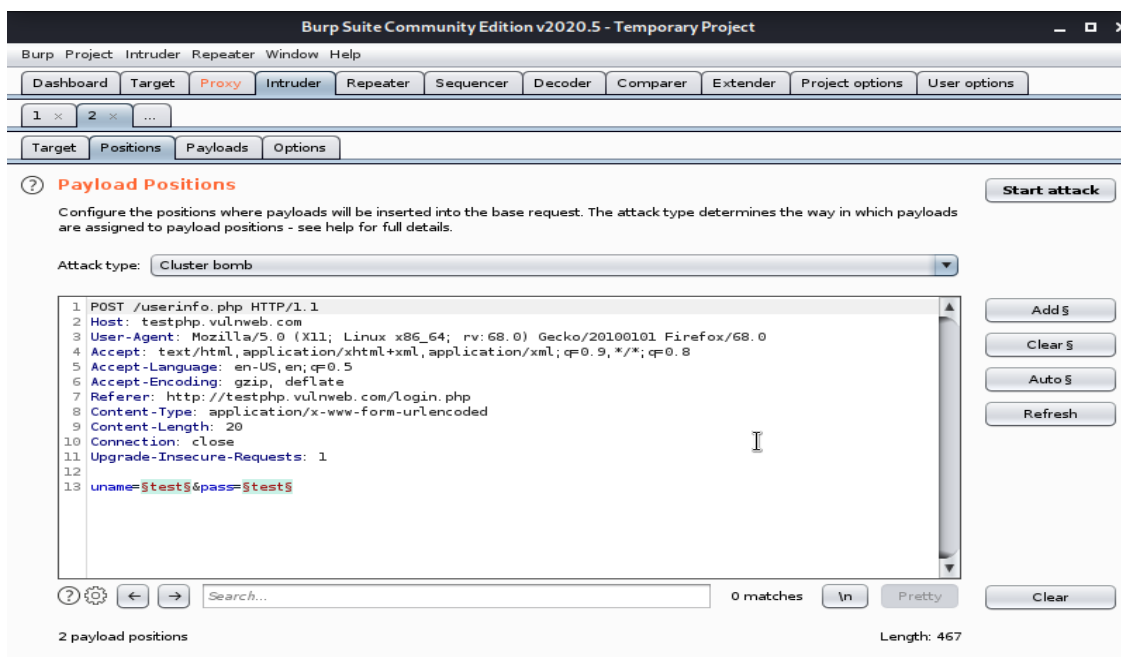 Burp Suite Community Edition v2020.5 - Temporary Project
Burp Project Intruder Repeater Window Help
Dashboard Target Proxy Intruder Repeater Sequencer Decoder Comparer Extender Project options User options
1 × 2 × ...
Target Positions Payloads Options
? Payload Positions
Start attack
Configure the positions where payloads will be inserted into the base request. The attack type determines the way in which payloads
are assigned to payload positions - see help for full details.
Attack type: Cluster bomb
1 POST /userinfo.php HTTP/1.1
2 Host: testphp.vulnweb.com
3 User-Agent: Mozilla/5.0 (X11; Linux x86_64; rv:68.0) Gecko/20100101 Firefox/68.0
4 Accept: text/html,application/xhtml+xml,application/xml;q=0.9,*/*;q=0.8
5 Accept-Language: en-US,en;q=0.5
6 Accept-Encoding: gzip, deflate
7 Referer: http://testphp.vulnweb.com/login.php
8 Content-Type: application/x-www-form-urlencoded
9 Content-Length: 20
10 Connection: close
11 Upgrade-Insecure-Requests: 1
12
13 uname=§test§&pass=§test§
Add §
Clear §
Auto §
Refresh
? ← → Search... 0 matches \n Pretty Clear
2 payload positions Length: 467